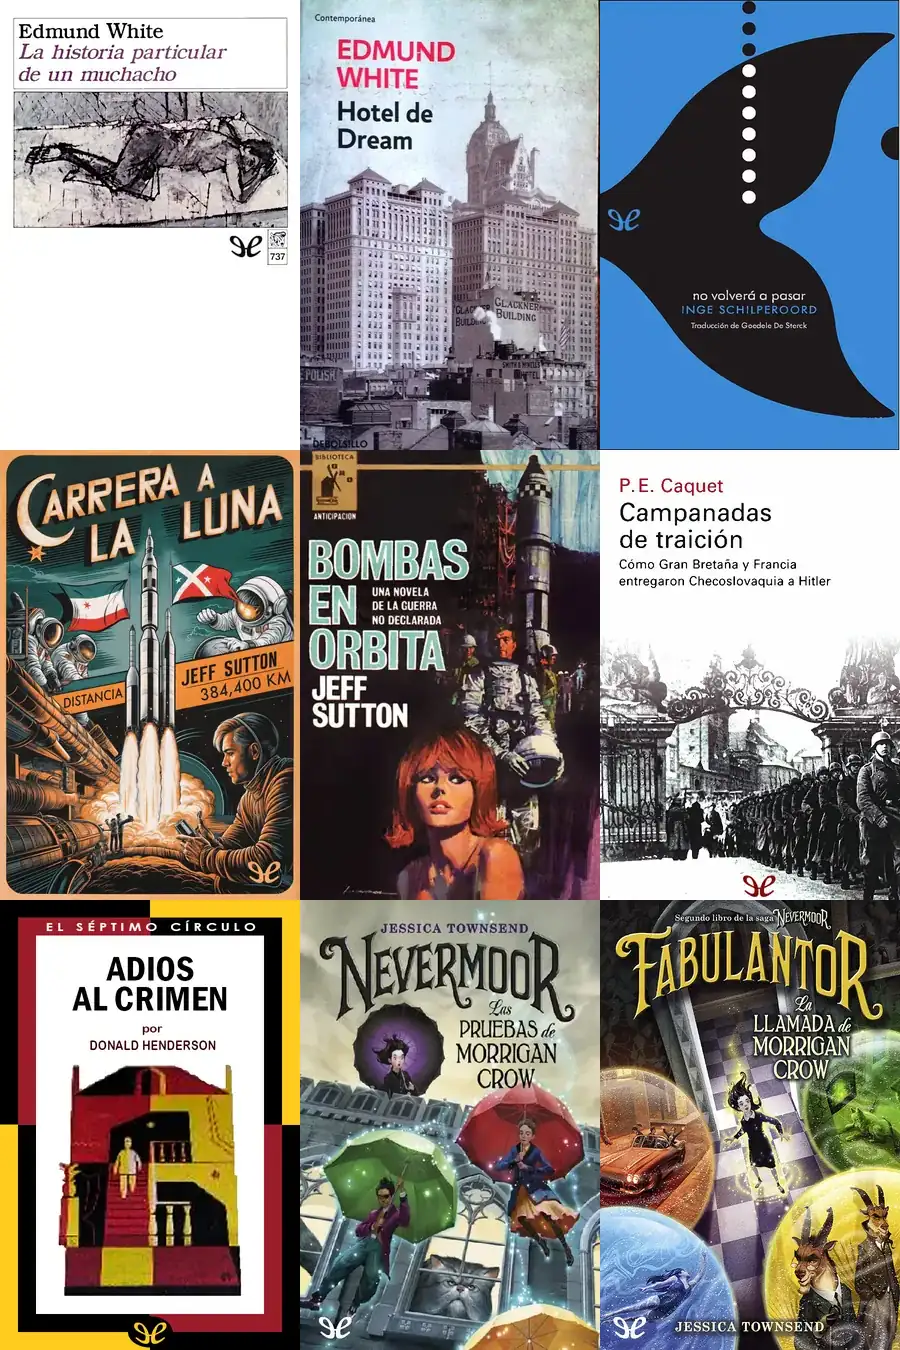 Edmund White
La historia particular
de un muchacho
737
Contemporánea
EDMUND
WHITE
Hotel de
Dream
GLACKNER
BUILDING
GLACKNER
BUILDING
POLISH
DEBOLSILLO
no volverá a pasar
INGE SCHILPEROORD
Traducción de Goedele De Sterck
CARRERA A
LA LUNA
JEFF SUTTON
DISTANCIA
384,400 KM
BIBLIOTECA
ANTICIPACION
BOMBAS
EN
ORBITA
UNA NOVELA
DE LA GUERRA
NO DECLARADA
JEFF
SUTTON
P. E. Caquet
Campanadas
de traición
Cómo Gran Bretaña y Francia
entregaron Checoslovaquia a Hitler
EL SÉPTIMO CÍRCULO
ADIOS
AL CRIMEN
por
DONALD HENDERSON
JESSICA TOWNSEND
NEVERMOOR
Las
PRUEBAS de
MORRIGAN
CROW
Segundo libro de la saga NEVERMOOR
FABULANTOR
La
LLAMADA de
MORRIGAN
CROW
JESSICA TOWNSEND